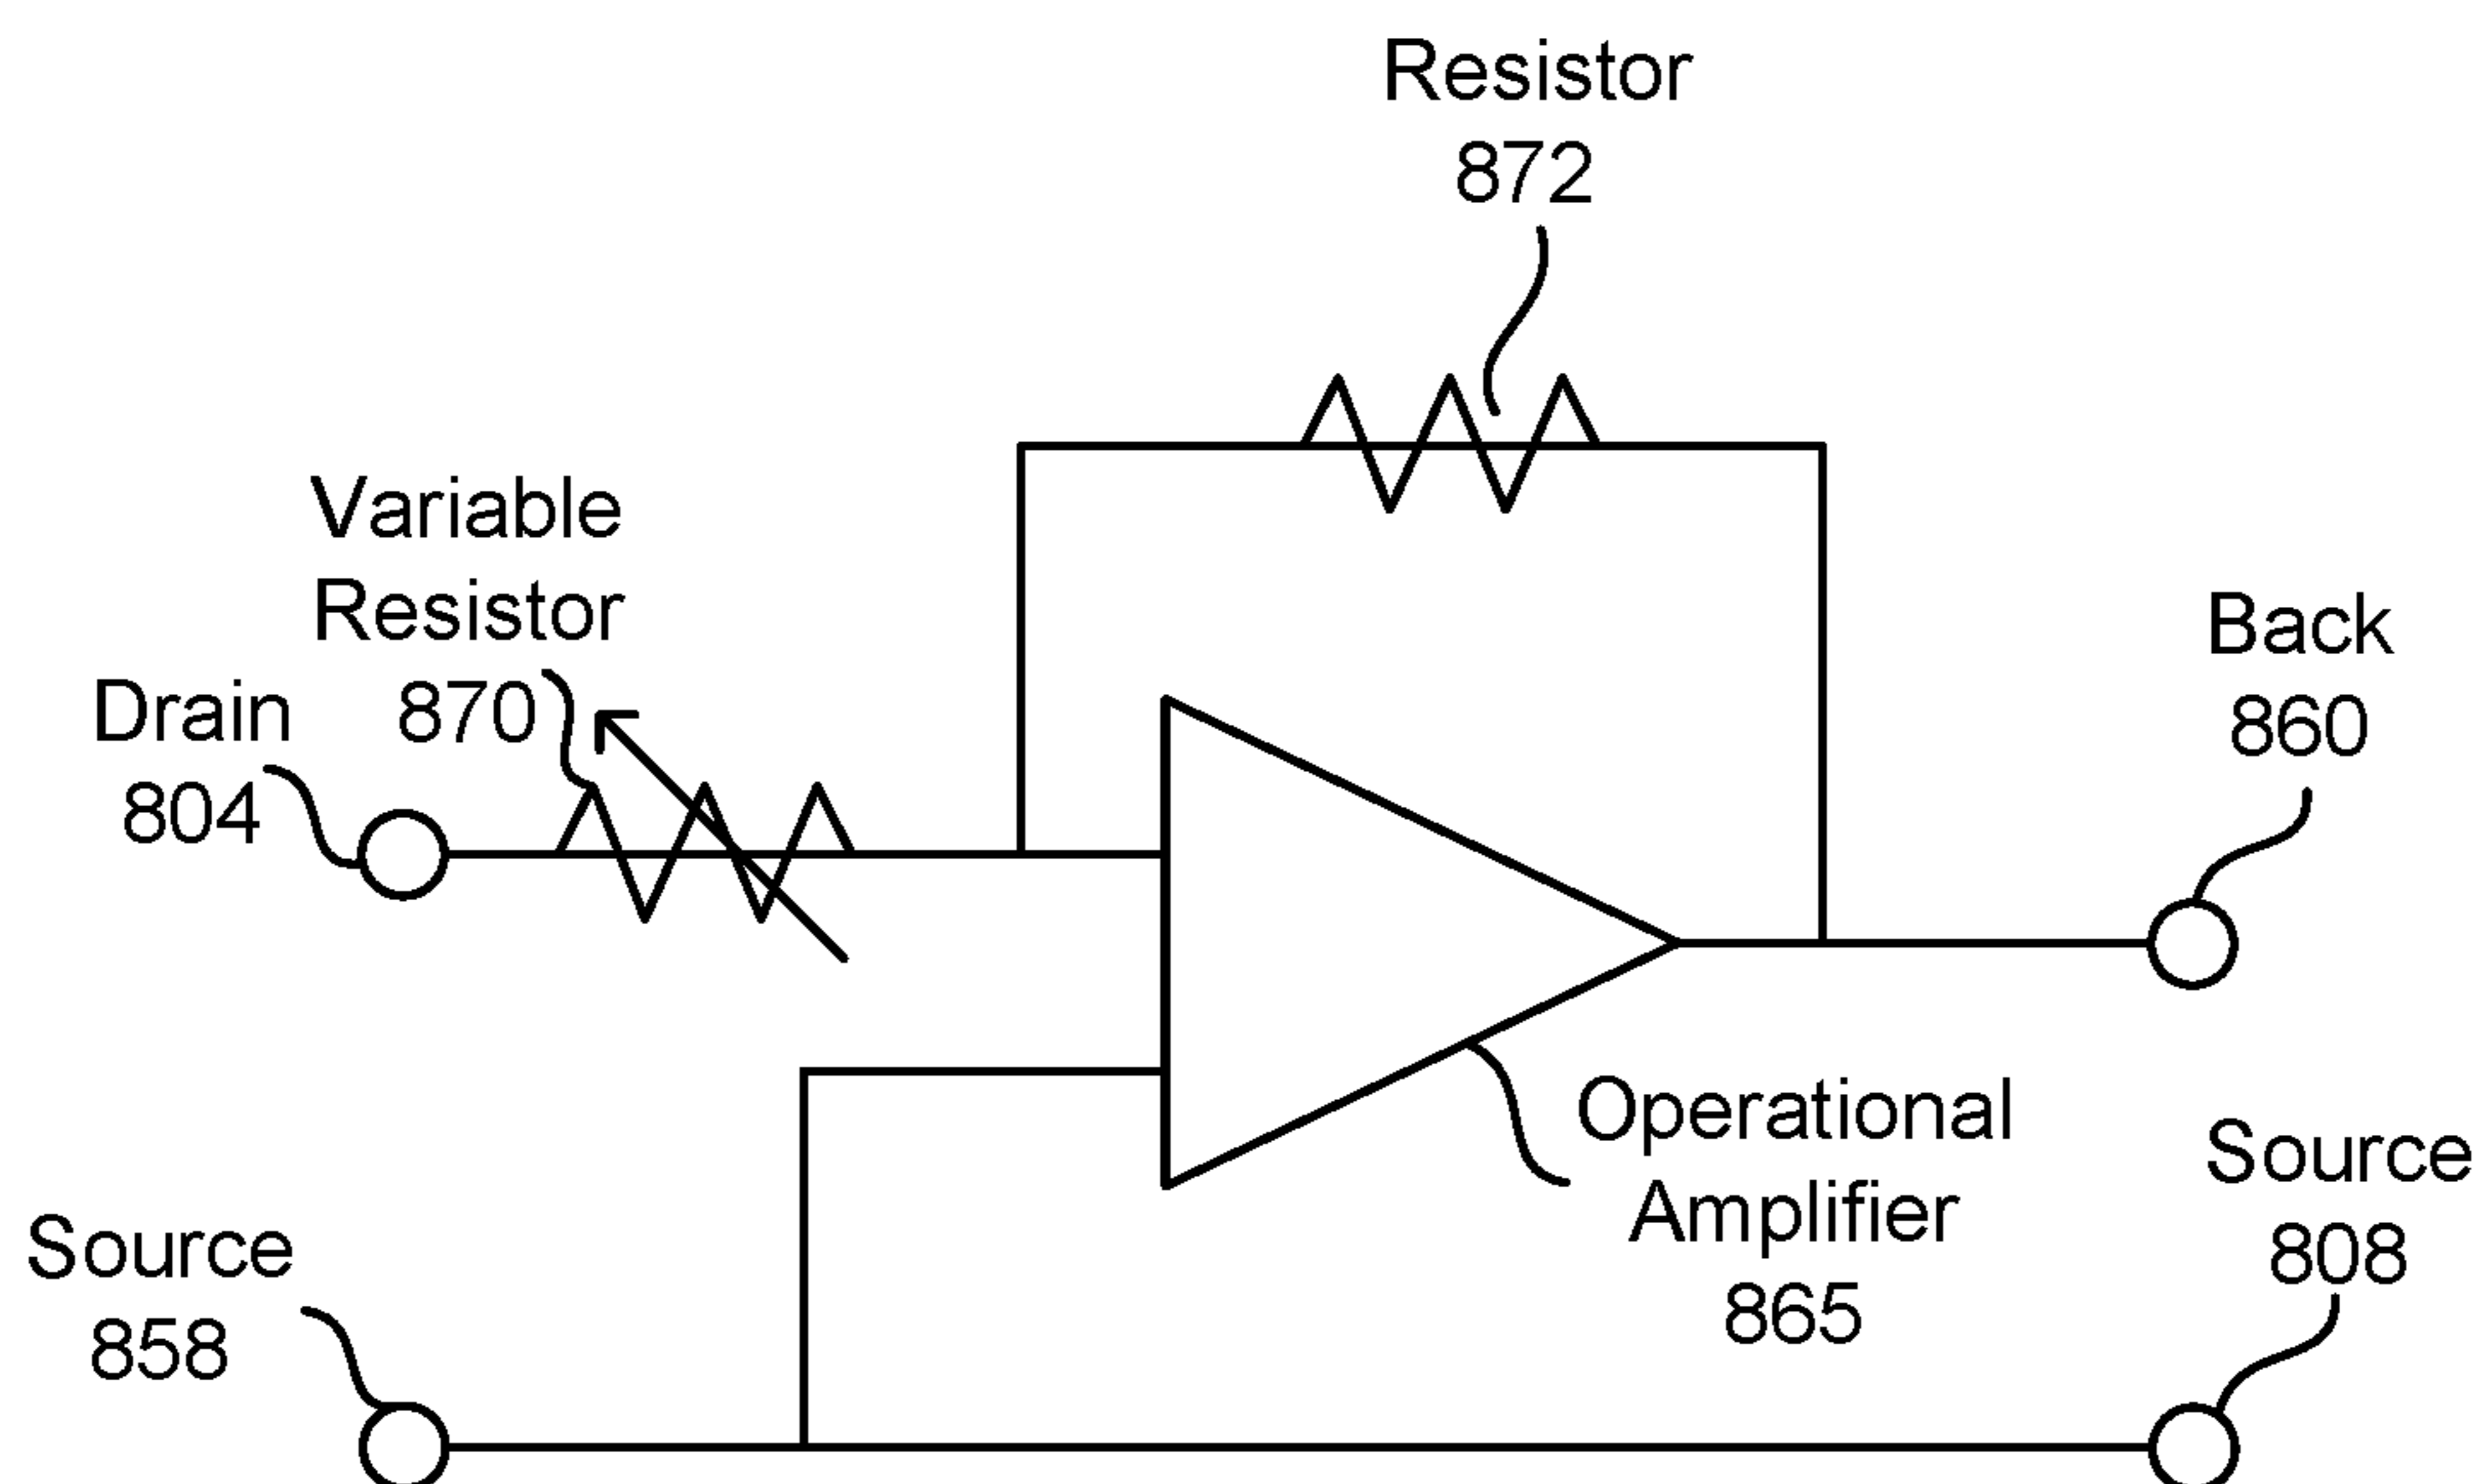 Resistor
872
Variable
Resistor
870
Drain
804
Back
860
Operational
Amplifier
865
Source
808
Source
858